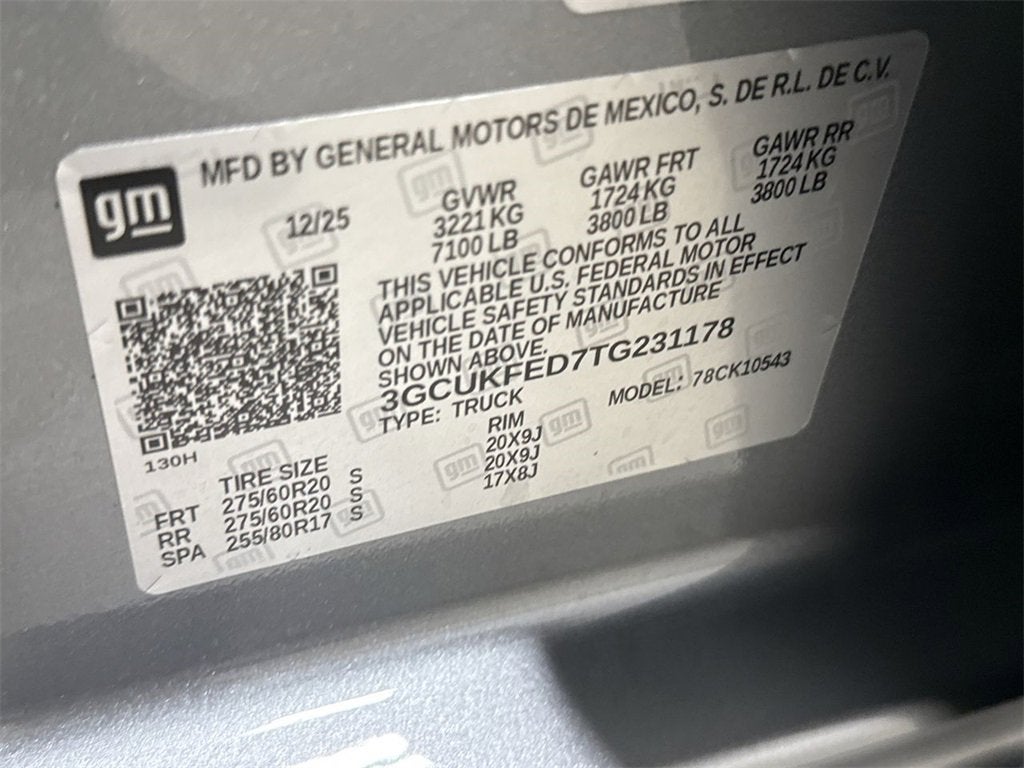 MFD BY GENERAL MOTORS DE MEXICO, S. DE R.L. DE C.V.
gm
12/25
GVWR
3221 KG
7100 LB
GAWR FRT
1724 KG
3800 LB
GAWR RR
1724 KG
3800 LB
THIS VEHICLE CONFORMS TO ALL
APPLICABLE U.S. FEDERAL MOTOR
VEHICLE SAFETY STANDARDS IN EFFECT
ON THE DATE OF MANUFACTURE
SHOWN ABOVE.
3GCUKFED7TG231178
TYPE: TRUCK
MODEL: 78CK10543
130H
TIRE SIZE RIM
FRT 275/60R20 S 20X9J
RR 275/60R20 S 20X9J
SPA 255/80R17 S 17X8J